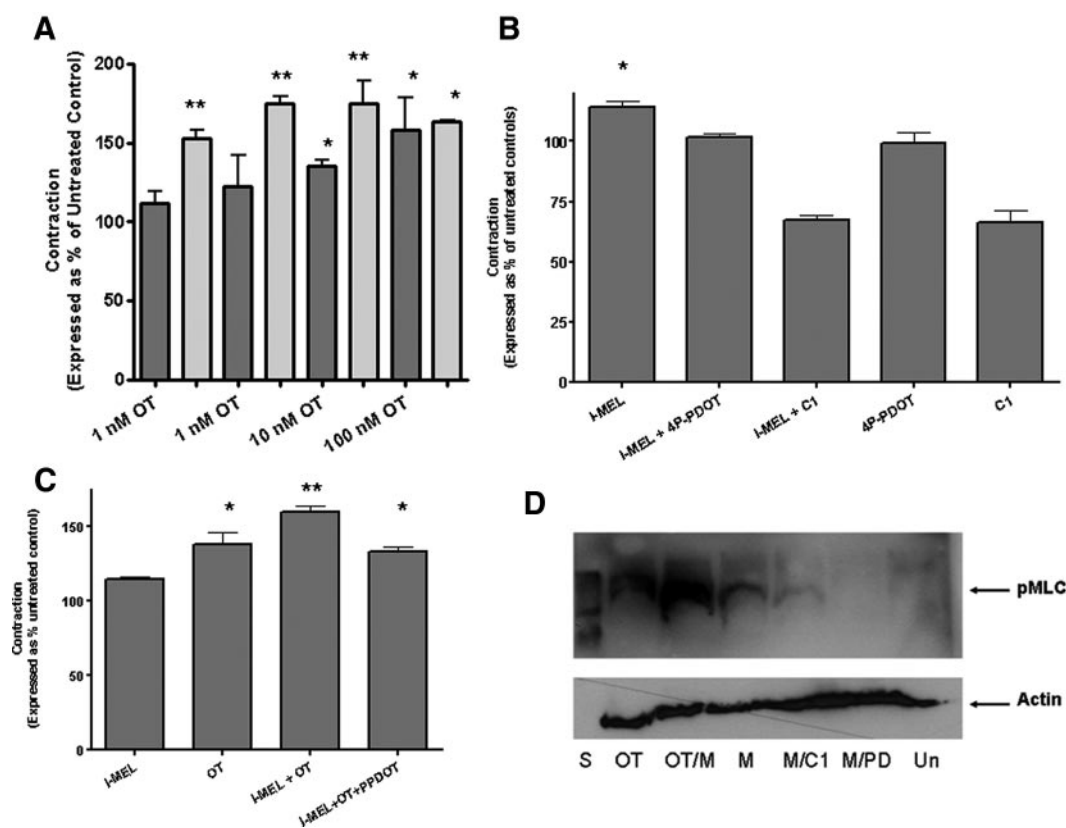 A
Contraction
(Expressed as % of Untreated Control)
200
150
100
50
0
**
**
*
**
*
*
1 nM OT
1 nM OT
10 nM OT
100 nM OT
B
Contraction
(Expressed as % of untreated controls)
100
75
50
25
0
*
I-MEL
I-MEL + 4P-PDOT
I-MEL + C1
4P-PDOT
C1
C
Contraction
(Expressed as % untreated control)
150
100
50
0
*
**
*
I-MEL
OT
I-MEL + OT
I-MEL+OT+PPDOT
D
pMLC
Actin
S OT OT/M M M/C1 M/PD Un